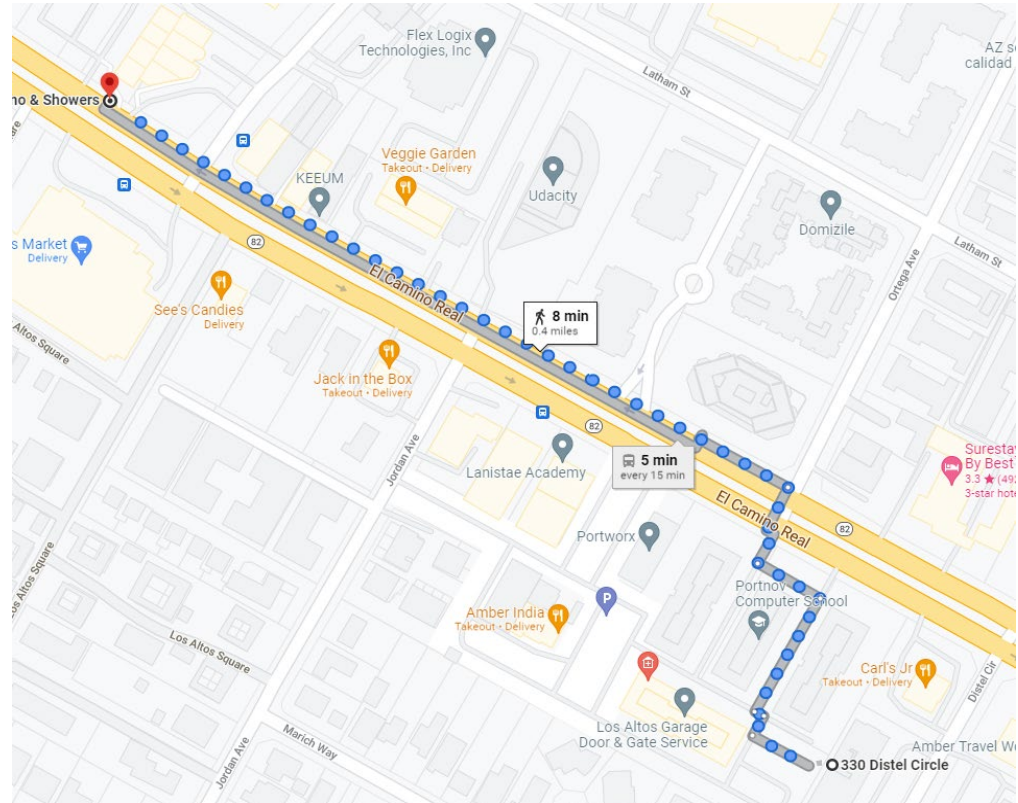 Flex Logix
Technologies, Inc
Latham St
calidad
no & Showers
Veggie Garden
Takeout • Delivery
KEEUM
Udacity
Domizile
Latham St
Ortega Ave
s Market
Delivery
82
See's Candies
Delivery
El Camino Real
8 min
0.4 miles
Altos Square
Jack in the Box
Takeout • Delivery
82
Jordan Ave
Lanistae Academy
5 min
every 15 min
Surestay
By Best
3.3 ★ (492
3-star hote
El Camino Real
82
Portworx
Los Altos Square
Portnov
Computer School
P
Amber India
Takeout • Delivery
Los Altos Square
Carl's Jr
Takeout • Delivery
Distel Cir
Los Altos Garage
Door & Gate Service
Jordan Ave
Marich Way
Amber Travel Wo
330 Distel Circle